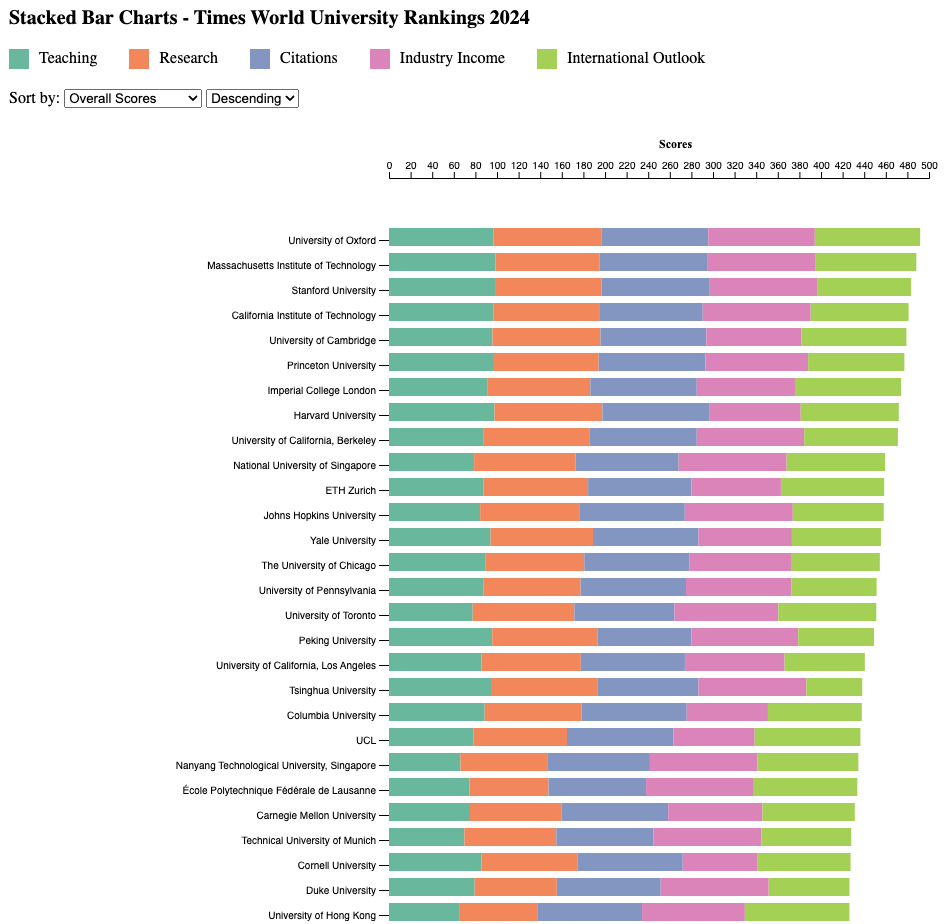 Stacked Bar Charts - Times World University Rankings 2024
Teaching Research Citations Industry Income International Outlook
Sort by: Overall Scores Descending
Scores
0 20 40 60 80 100 120 140 160 180 200 220 240 260 280 300 320 340 360 380 400 420 440 460 480 500
University of Oxford
Massachusetts Institute of Technology
Stanford University
California Institute of Technology
University of Cambridge
Princeton University
Imperial College London
Harvard University
University of California, Berkeley
National University of Singapore
ETH Zurich
Johns Hopkins University
Yale University
The University of Chicago
University of Pennsylvania
University of Toronto
Peking University
University of California, Los Angeles
Tsinghua University
Columbia University
UCL
Nanyang Technological University, Singapore
École Polytechnique Fédérale de Lausanne
Carnegie Mellon University
Technical University of Munich
Cornell University
Duke University
University of Hong Kong